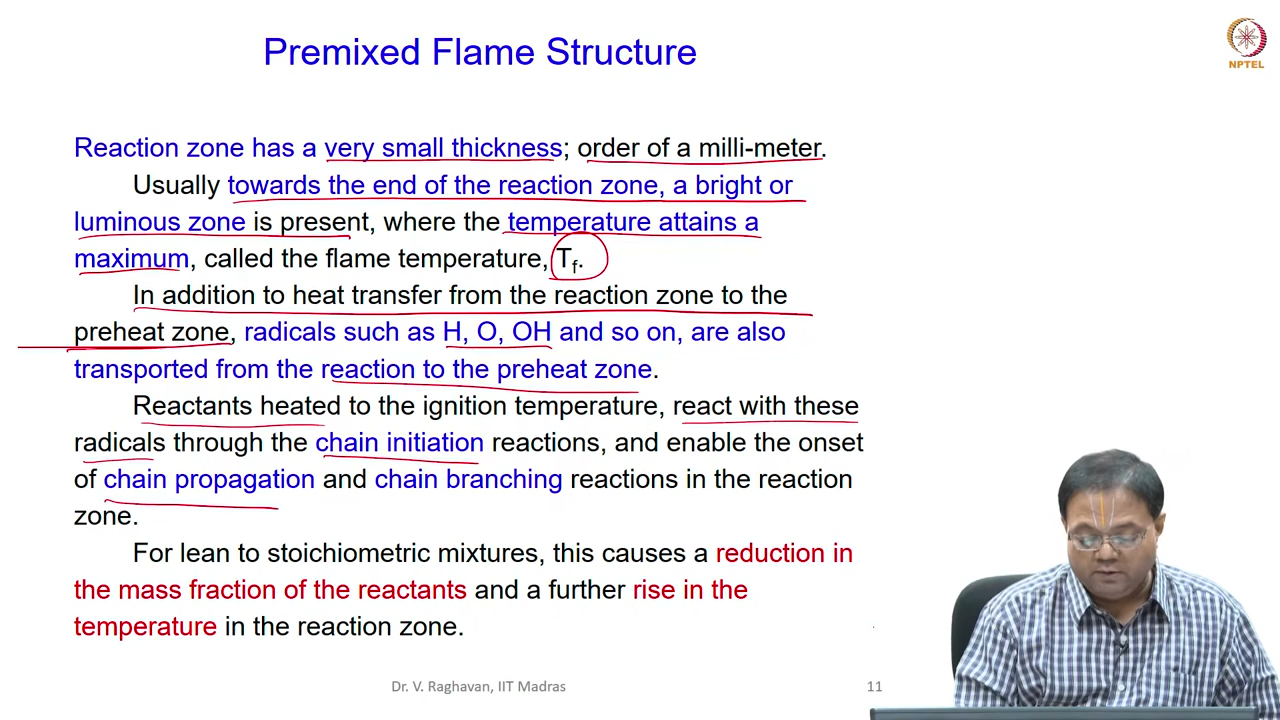 Premixed Flame Structure
NPTEL
Reaction zone has a very small thickness; order of a milli-meter.
Usually towards the end of the reaction zone, a bright or
luminous zone is present, where the temperature attains a
maximum, called the flame temperature, Tf.
In addition to heat transfer from the reaction zone to the
preheat zone, radicals such as H, O, OH and so on, are also
transported from the reaction to the preheat zone.
Reactants heated to the ignition temperature, react with these
radicals through the chain initiation reactions, and enable the onset
of chain propagation and chain branching reactions in the reaction
zone.
For lean to stoichiometric mixtures, this causes a reduction in
the mass fraction of the reactants and a further rise in the
temperature in the reaction zone.
Dr. V. Raghavan, IIT Madras 11